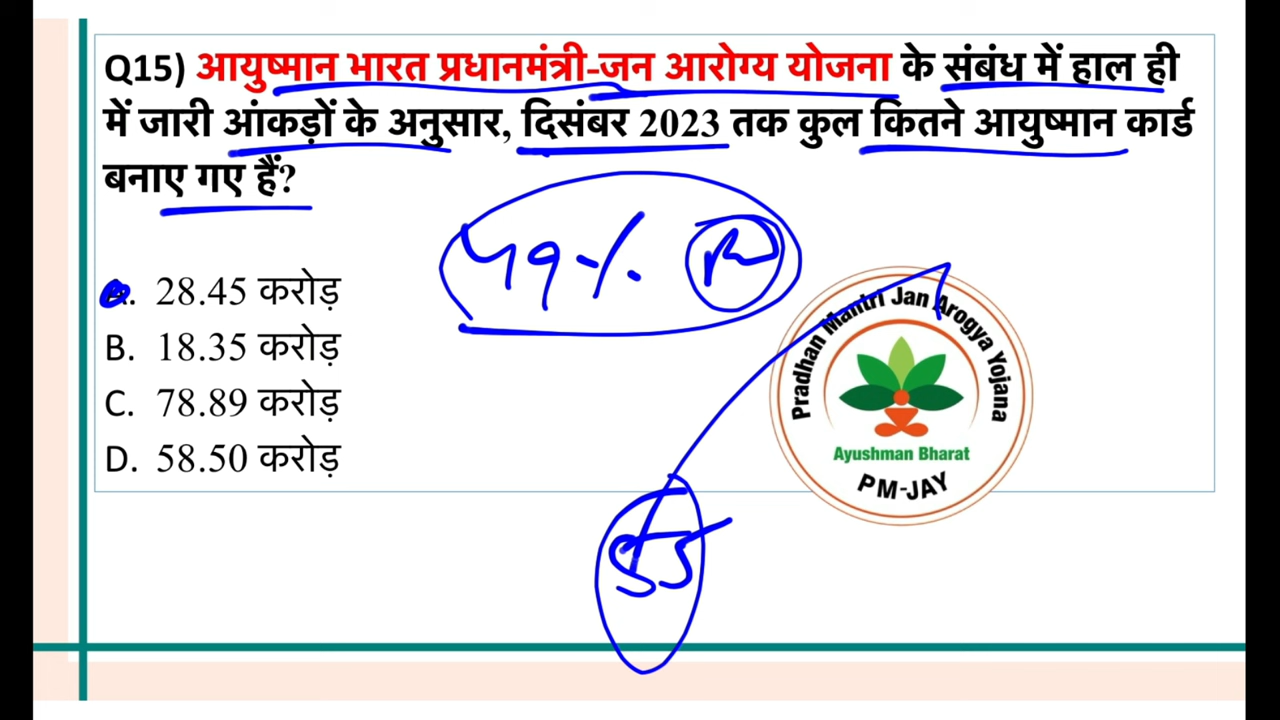 Q15) आयुष्मान भारत प्रधानमंत्री-जन आरोग्य योजना के संबंध में हाल ही
में जारी आंकड़ों के अनुसार, दिसंबर 2023 तक कुल कितने आयुष्मान कार्ड
बनाए गए हैं?
49%
A. 28.45 करोड़
B. 18.35 करोड़
C. 78.89 करोड़
D. 58.50 करोड़
Pradhan Mantri Jan Arogya Yojana
Ayushman Bharat
PM-JAY
55